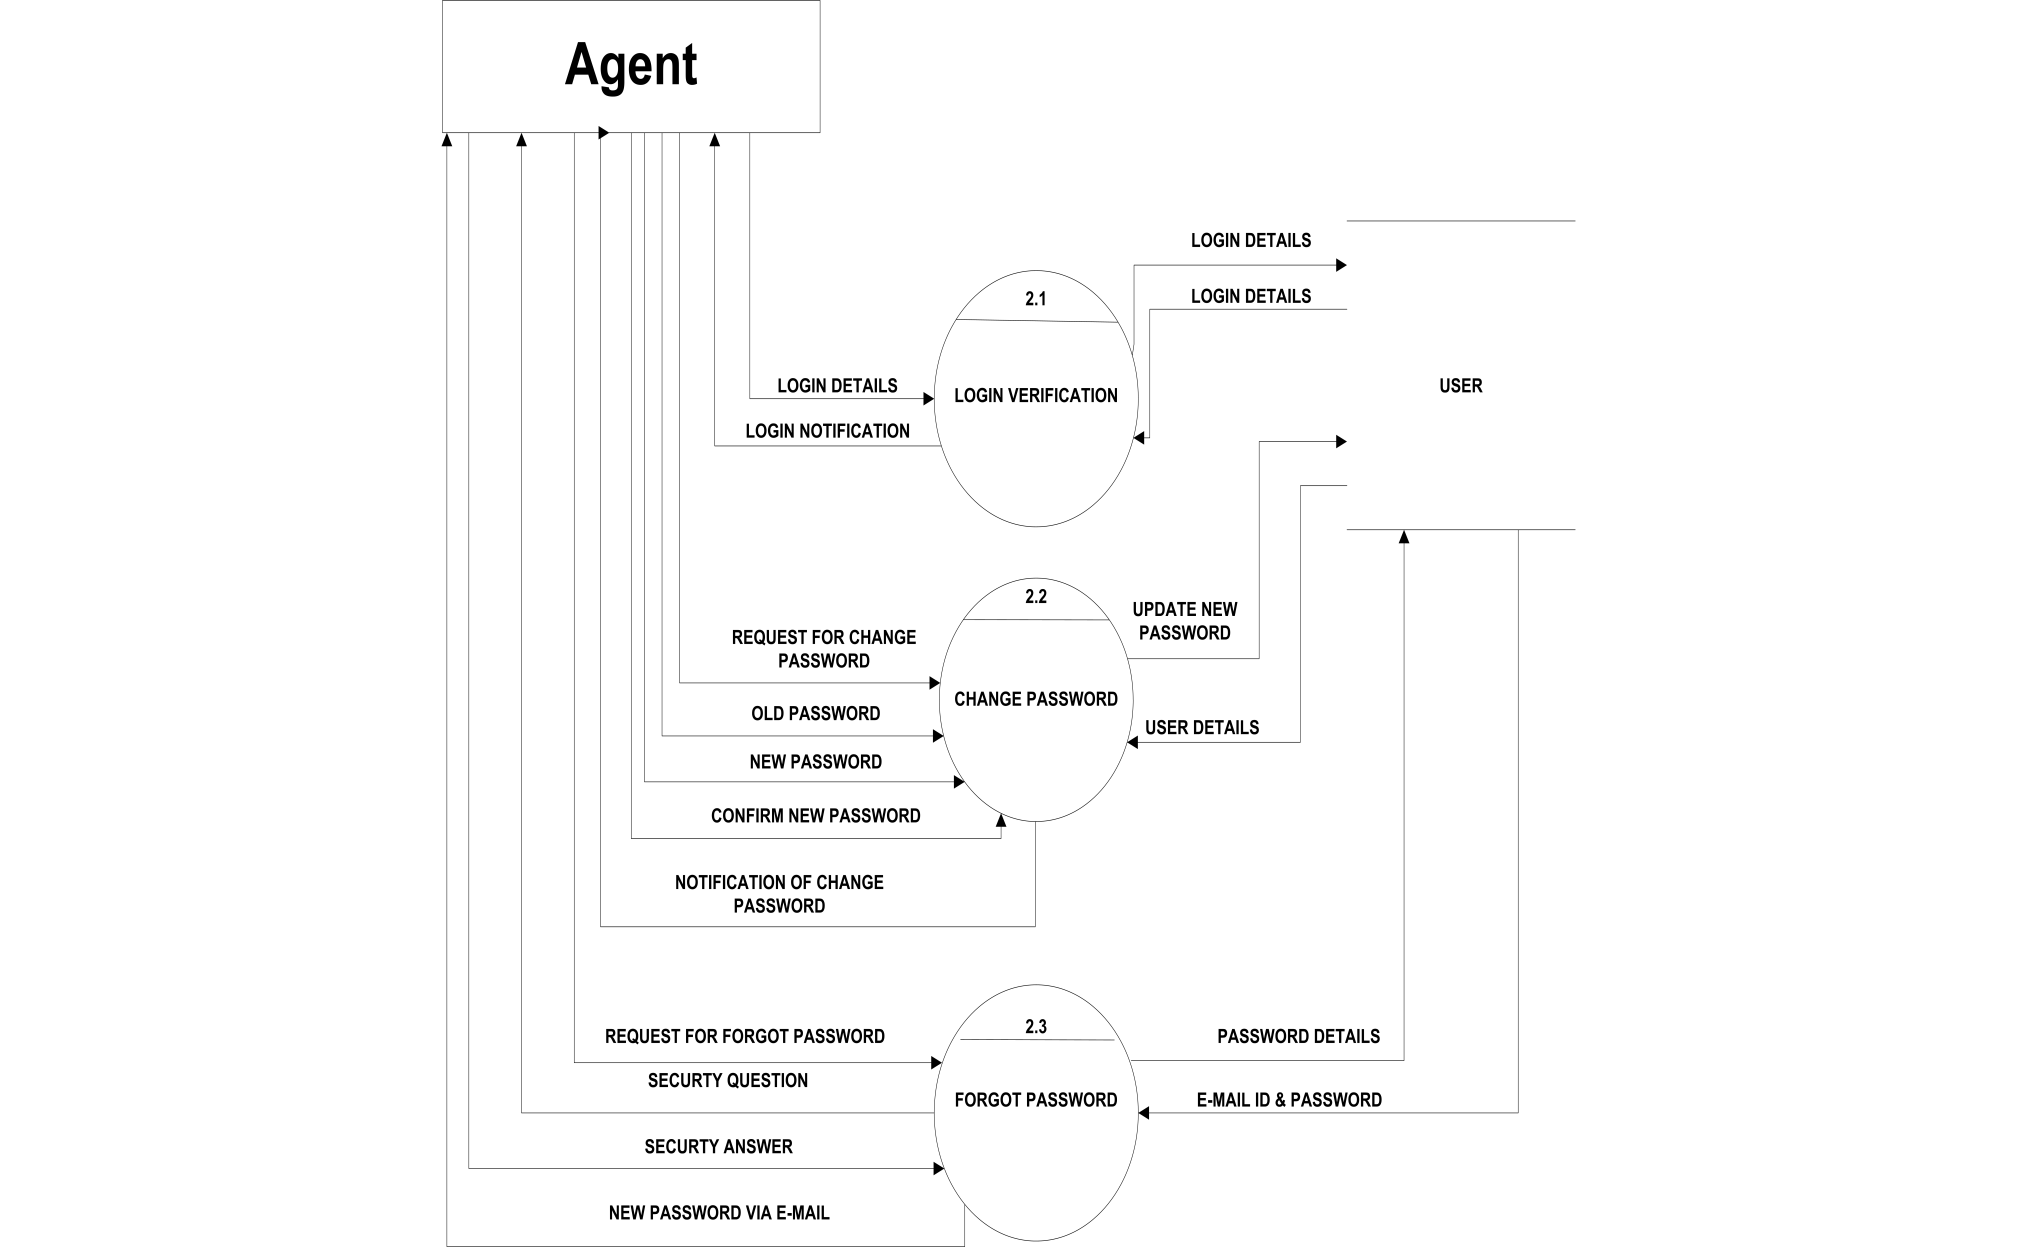 Agent
LOGIN DETAILS
2.1
LOGIN DETAILS
LOGIN DETAILS
LOGIN VERIFICATION
USER
LOGIN NOTIFICATION
2.2
UPDATE NEW
PASSWORD
REQUEST FOR CHANGE
PASSWORD
CHANGE PASSWORD
OLD PASSWORD
USER DETAILS
NEW PASSWORD
CONFIRM NEW PASSWORD
NOTIFICATION OF CHANGE
PASSWORD
2.3
REQUEST FOR FORGOT PASSWORD
PASSWORD DETAILS
SECURTY QUESTION
FORGOT PASSWORD
E-MAIL ID & PASSWORD
SECURTY ANSWER
NEW PASSWORD VIA E-MAIL